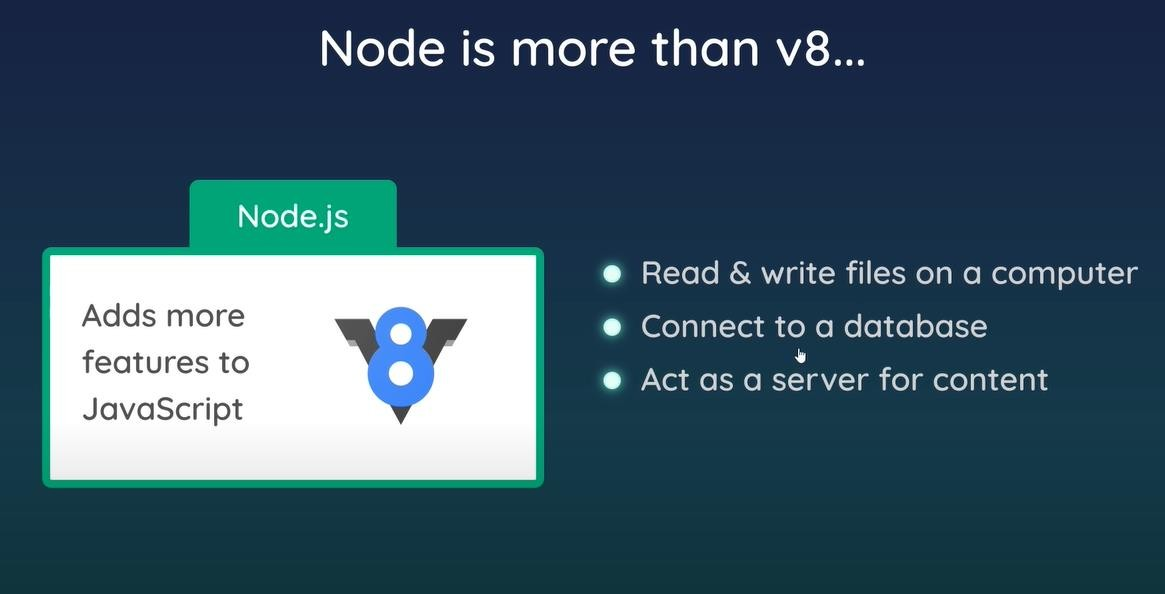 Node is more than v8...
Node.js
Adds more
features to
JavaScript
8
Read & write files on a computer
Connect to a database
Act as a server for content